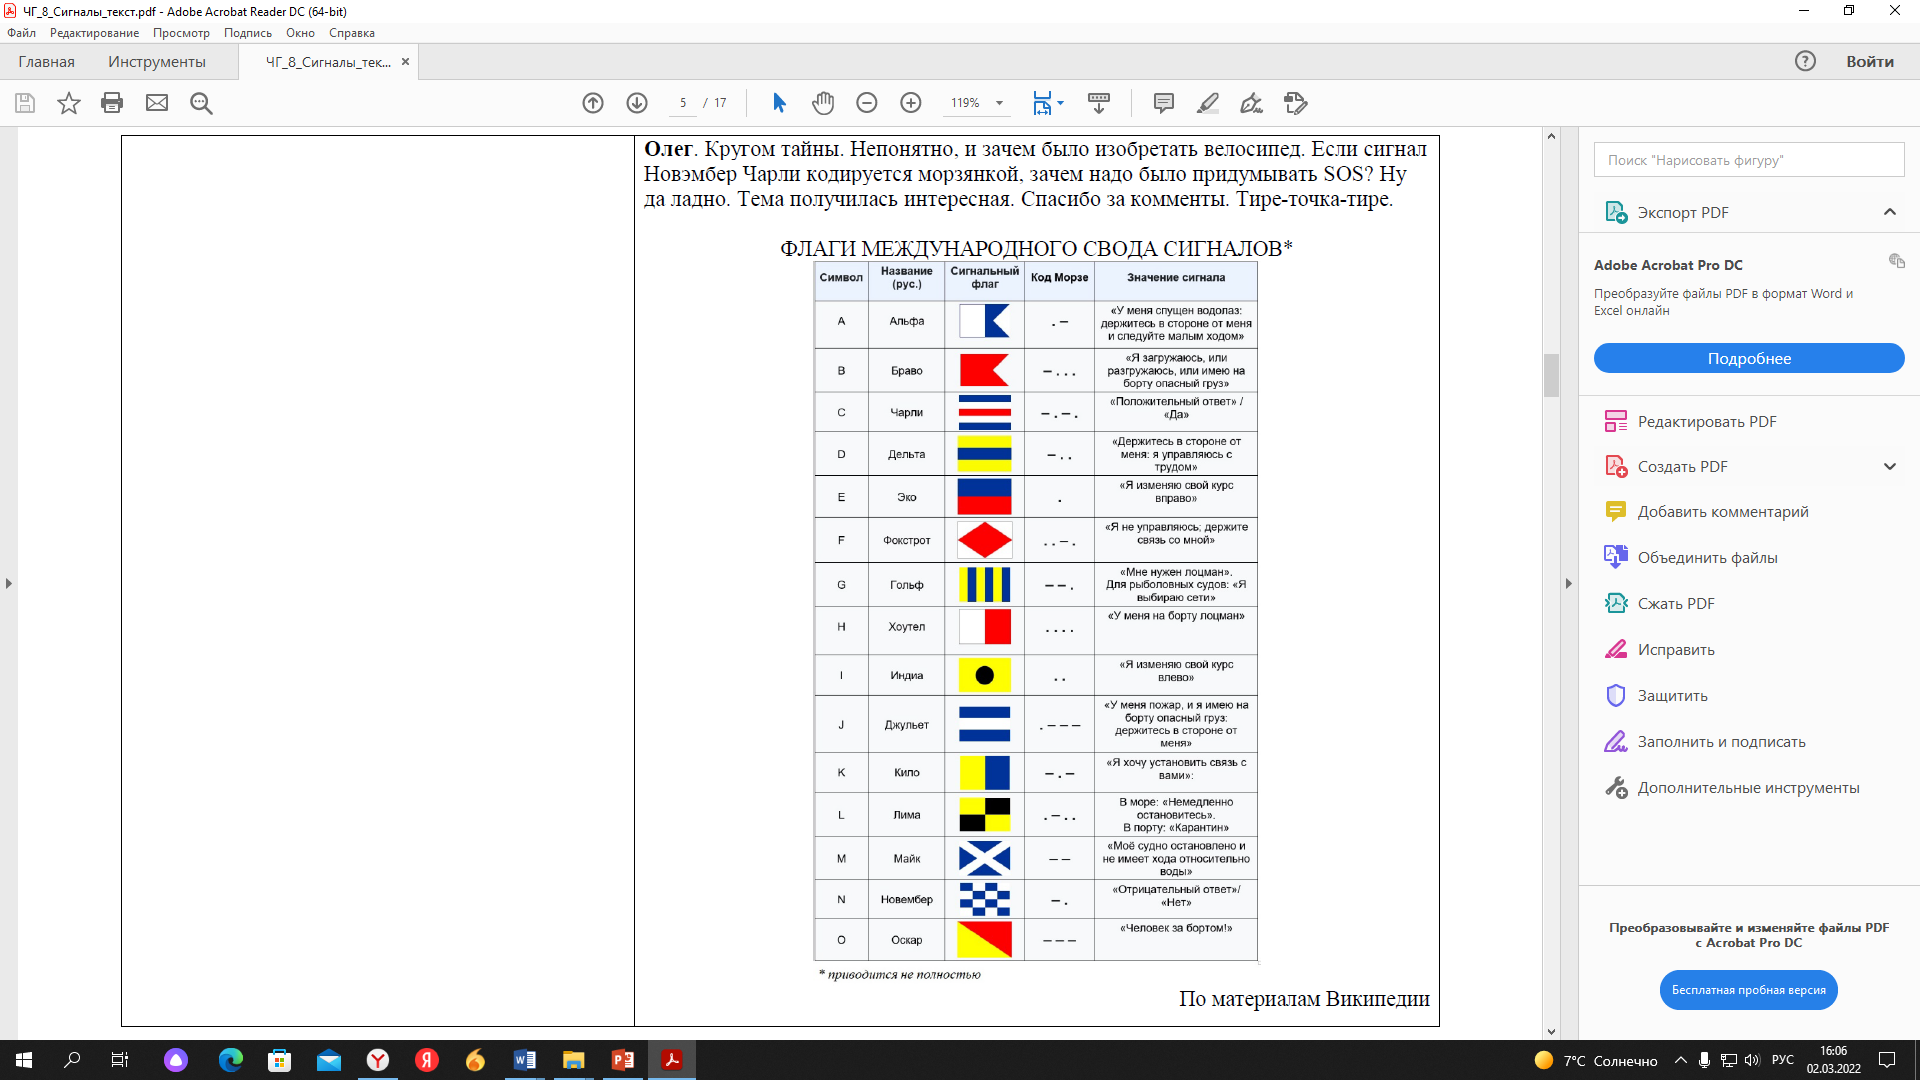 ЧГ_8_Сигналы_текст.pdf - Adobe Acrobat Reader DC (64-bit)
Файл Редактирование Просмотр Подпись Окно Справка
Главная Инструменты ЧГ_8_Сигналы_тек... Войти
5 / 17 119%
Олег. Кругом тайны. Непонятно, и зачем было изобретать велосипед. Если сигнал
Новэмбер Чарли кодируется морзянкой, зачем надо было придумывать SOS? Ну
да ладно. Тема получилась интересная. Спасибо за комменты. Тире-точка-тире.
ФЛАГИ МЕЖДУНАРОДНОГО СВОДА СИГНАЛОВ*
Символ Название (рус.) Сигнальный флаг Код Морзе Значение сигнала
A Альфа . – «У меня спущен водолаз:
держитесь в стороне от меня
и следуйте малым ходом»
B Браво – . . . «Я загружаюсь, или
разгружаюсь, или имею на
борту опасный груз»
C Чарли – . – . «Положительный ответ» /
«Да»
D Дельта – . . «Держитесь в стороне от
меня: я управляюсь с
трудом»
E Эко . «Я изменяю свой курс
вправо»
F Фокстрот . . – . «Я не управляюсь; держите
связь со мной»
G Гольф – – . «Мне нужен лоцман».
Для рыболовных судов: «Я
выбираю сети»
H Хоутел . . . . «У меня на борту лоцман»
I Индиа . . «Я изменяю свой курс
влево»
J Джульет . – – – «У меня пожар, и я имею на
борту опасный груз:
держитесь в стороне от
меня»
K Кило – . – «Я хочу установить связь с
вами»:
L Лима . – . . В море: «Немедленно
остановитесь».
В порту: «Карантин»
M Майк – – «Моё судно остановлено и
не имеет хода относительно
воды»
N Новембер – . «Отрицательный ответ»/
«Нет»
O Оскар – – – «Человек за бортом!»
* приводится не полностью
По материалам Википедии
Поиск "Нарисовать фигуру"
Экспорт PDF
Adobe Acrobat Pro DC
Преобразуйте файлы PDF в формат Word и
Excel онлайн
Подробнее
Редактировать PDF
Создать PDF
Добавить комментарий
Объединить файлы
Сжать PDF
Исправить
Защитить
Заполнить и подписать
Дополнительные инструменты
Преобразовывайте и изменяйте файлы PDF
с Acrobat Pro DC
Бесплатная пробная версия
7°C Солнечно РУС 16:06
02.03.2022